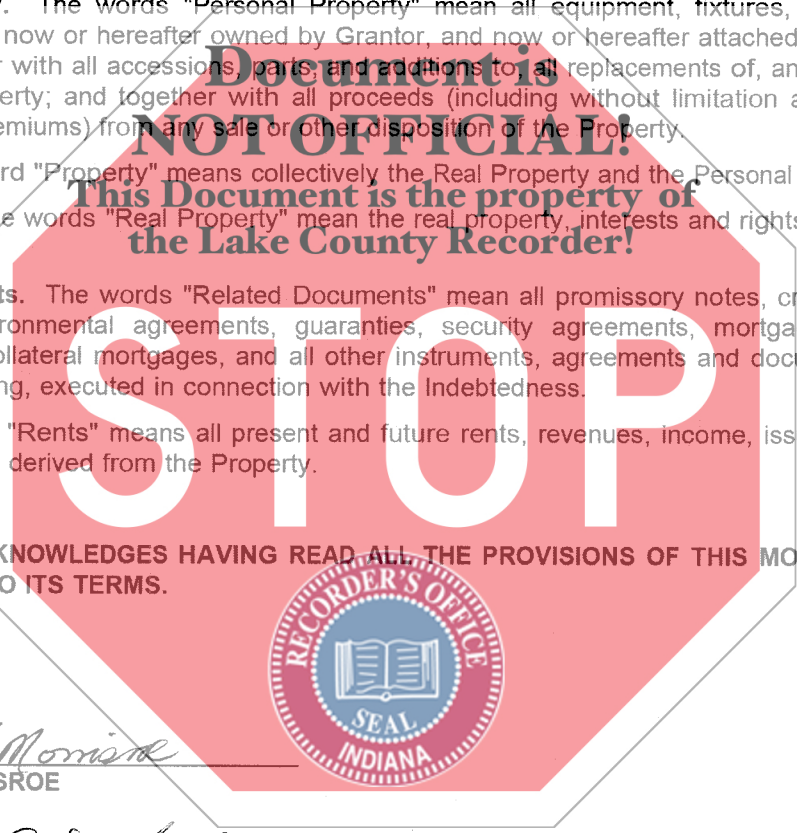 . The words "Personal Property" mean all equipment, fixtures,
now or hereafter owned by Grantor, and now or hereafter attached
with all accessions, parts, and additions to, all replacements of, an
Document is
erty; and together with all proceeds (including without limitation a
emiums) from any sale or other disposition of the Property.
NOT OFFICIAL!
rd "Property" means collectively the Real Property and the Personal
This Document is the property of
e words "Real Property" mean the real property, interests and rights
the Lake County Recorder!
ts. The words "Related Documents" mean all promissory notes, cr
ronmental agreements, guaranties, security agreements, mortga
ollateral mortgages, and all other instruments, agreements and docu
ng, executed in connection with the Indebtedness.
STOP
"Rents" means all present and future rents, revenues, income, iss
derived from the Property.
KNOWLEDGES HAVING READ ALL THE PROVISIONS OF THIS MO
O ITS TERMS.
RECORDER'S OFFICE
SEAL
INDIANA
SROE